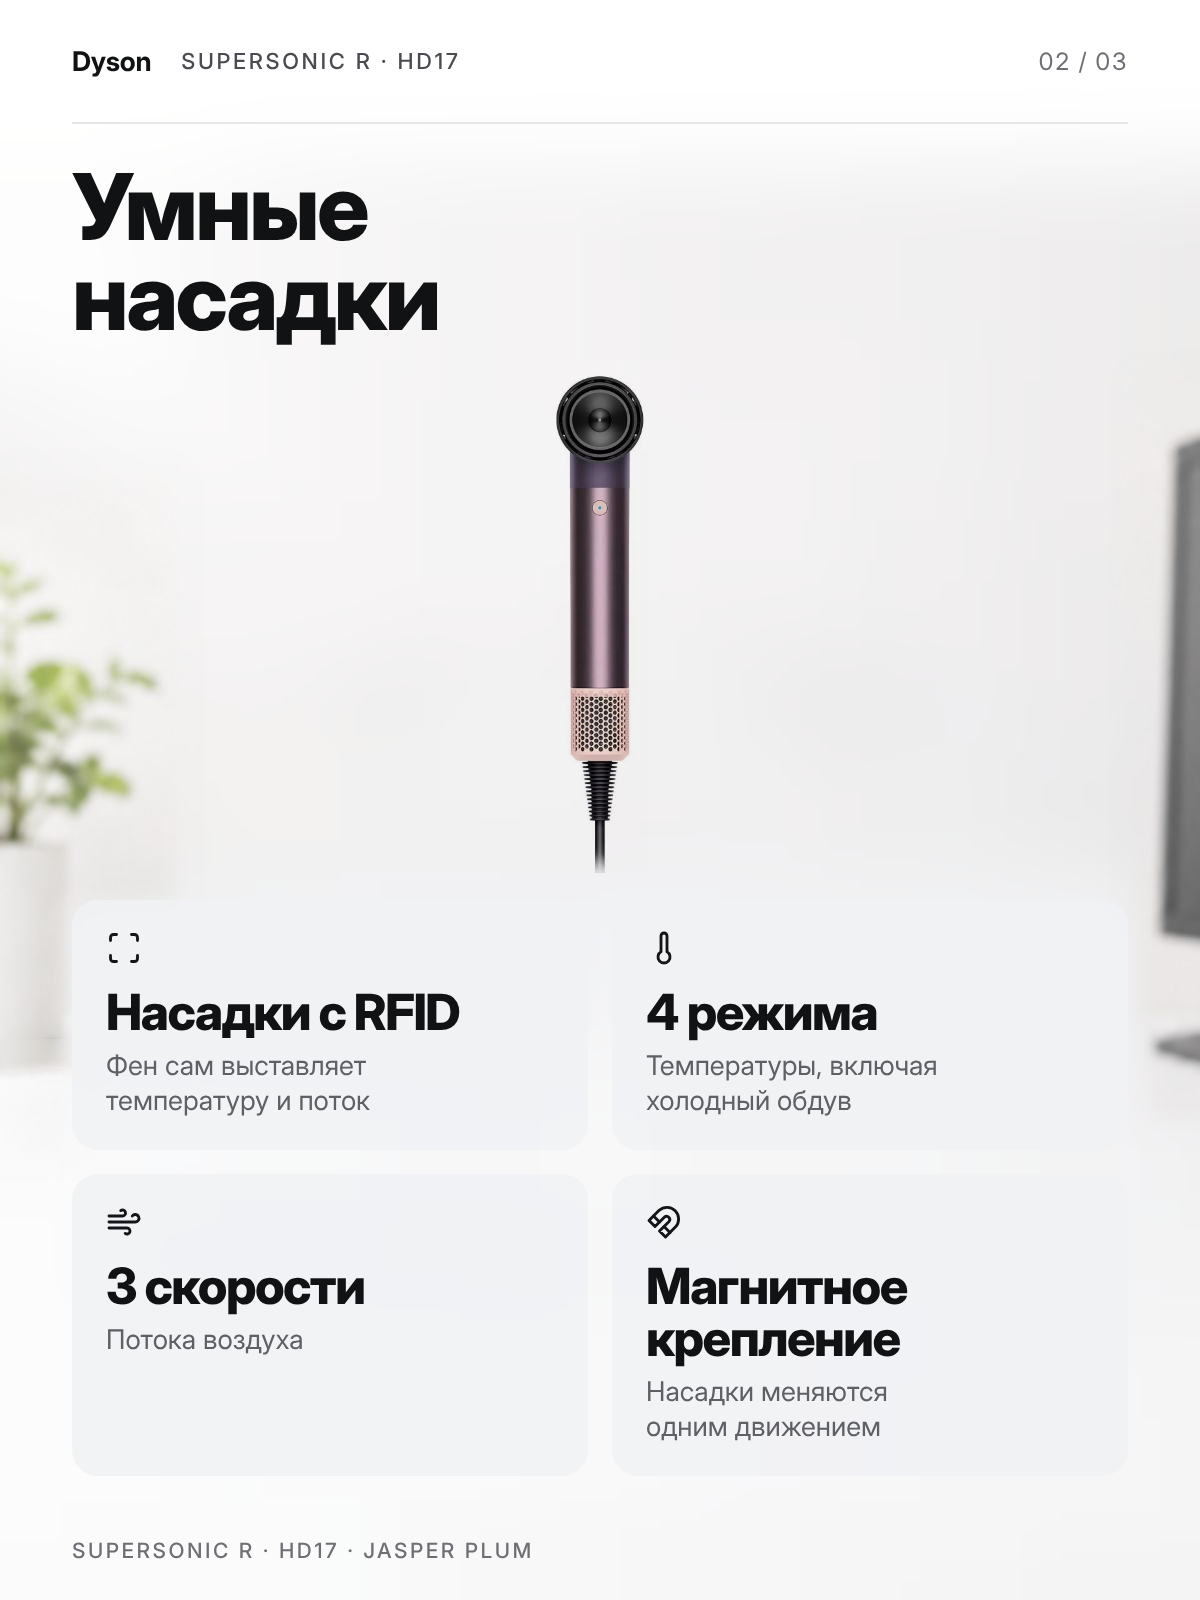 Dyson SUPERSONIC R · HD17 02 / 03
Умные
насадки
Насадки с RFID
Фен сам выставляет
температуру и поток
4 режима
Температуры, включая
холодный обдув
3 скорости
Потока воздуха
Магнитное
крепление
Насадки меняются
одним движением
SUPERSONIC R · HD17 · JASPER PLUM